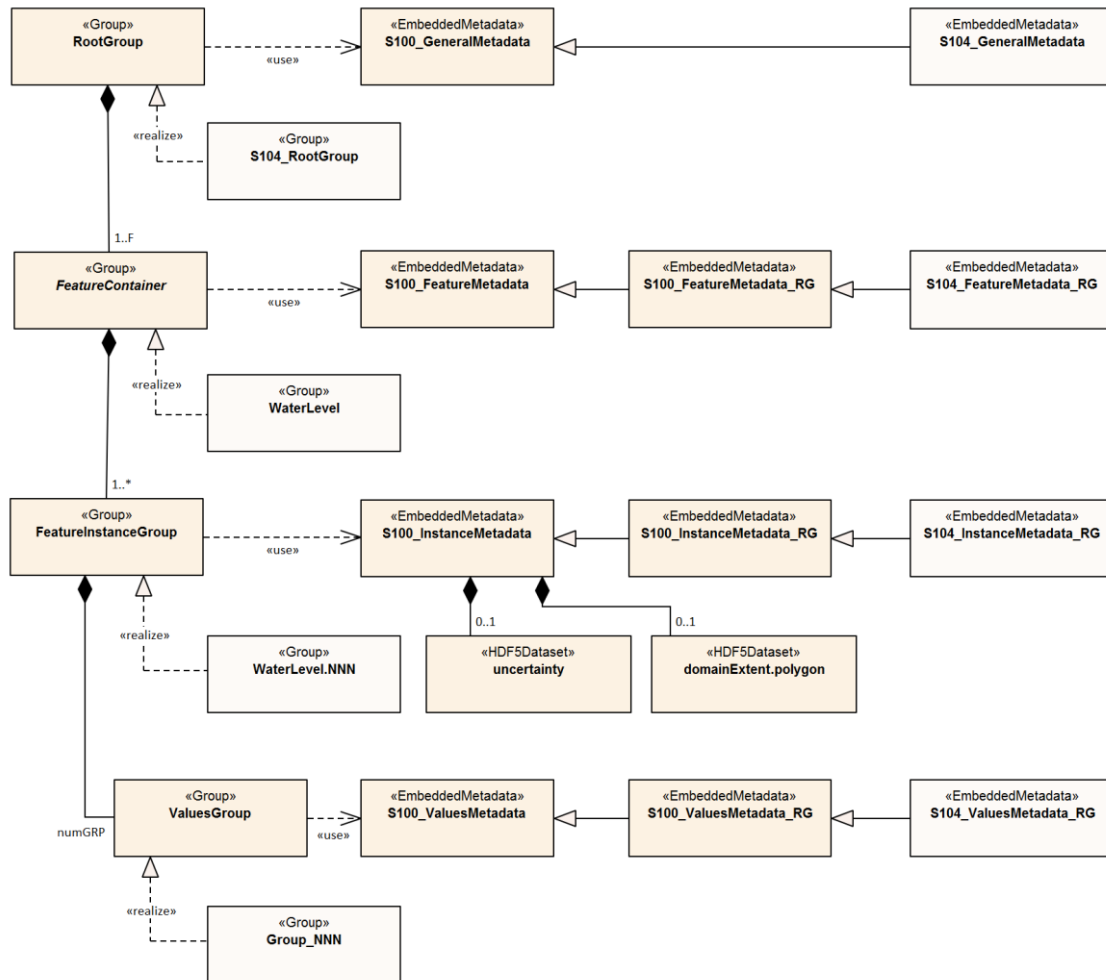 «Group»
RootGroup
«use»
«EmbeddedMetadata»
S100_GeneralMetadata
«EmbeddedMetadata»
S104_GeneralMetadata
«realize»
«Group»
S104_RootGroup
1..F
«Group»
FeatureContainer
«use»
«EmbeddedMetadata»
S100_FeatureMetadata
«EmbeddedMetadata»
S100_FeatureMetadata_RG
«EmbeddedMetadata»
S104_FeatureMetadata_RG
«realize»
«Group»
WaterLevel
1..*
«Group»
FeatureInstanceGroup
«use»
«EmbeddedMetadata»
S100_InstanceMetadata
«EmbeddedMetadata»
S100_InstanceMetadata_RG
«EmbeddedMetadata»
S104_InstanceMetadata_RG
0..1
0..1
«realize»
«Group»
WaterLevel.NNN
«HDF5Dataset»
uncertainty
«HDF5Dataset»
domainExtent.polygon
«Group»
ValuesGroup
numGRP
«use»
«EmbeddedMetadata»
S100_ValuesMetadata
«EmbeddedMetadata»
S100_ValuesMetadata_RG
«EmbeddedMetadata»
S104_ValuesMetadata_RG
«realize»
«Group»
Group_NNN